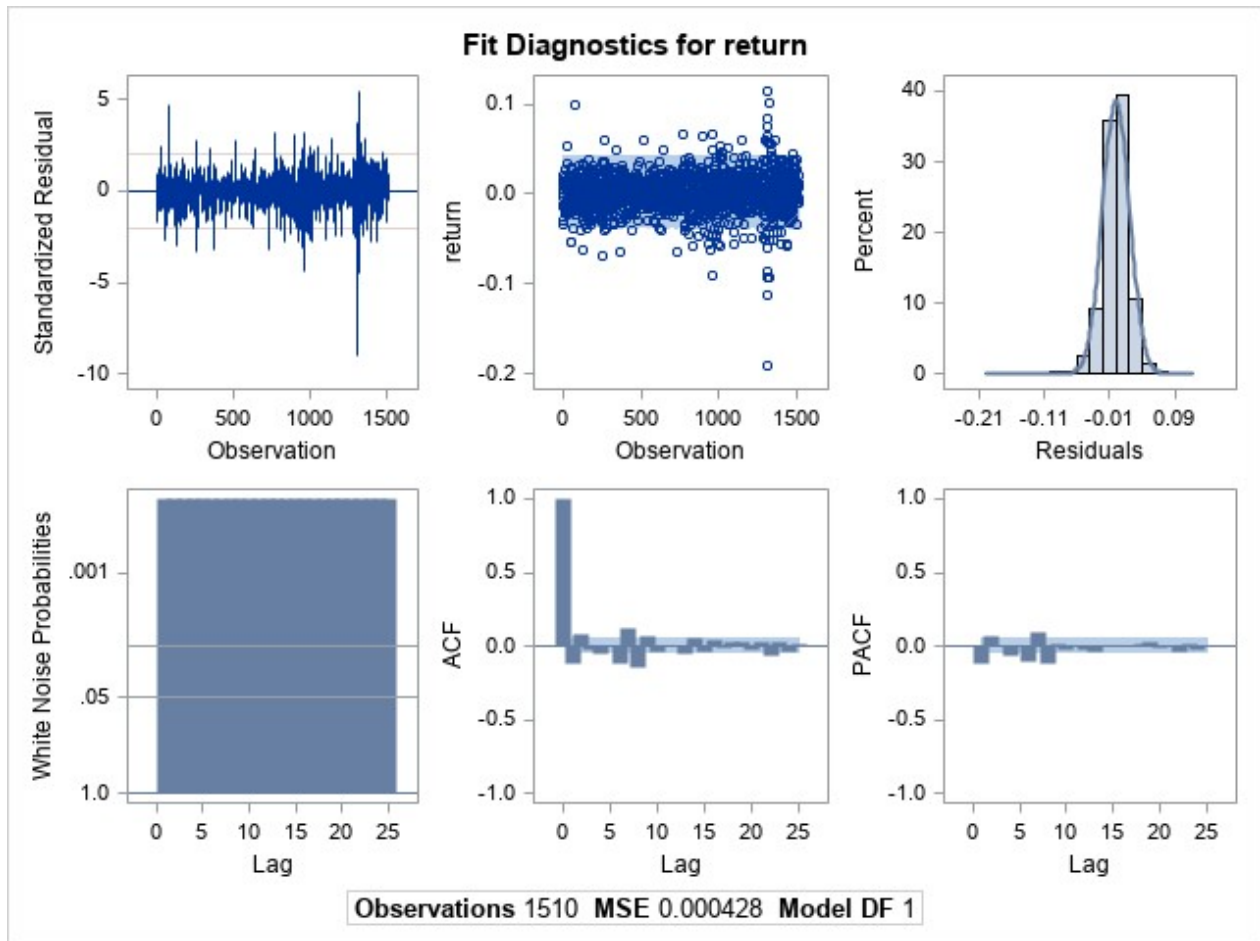 Fit Diagnostics for return
Standardized Residual
5
0
-5
-10
0 500 1000 1500
Observation
return
0.1
0.0
-0.1
-0.2
0 500 1000 1500
Observation
Percent
40
30
20
10
0
-0.21 -0.11 -0.01 0.09
Residuals
White Noise Probabilities
.001
.05
1.0
0 5 10 15 20 25
Lag
ACF
1.0
0.5
0.0
-0.5
-1.0
0 5 10 15 20 25
Lag
PACF
1.0
0.5
0.0
-0.5
-1.0
0 5 10 15 20 25
Lag
Observations 1510 MSE 0.000428 Model DF 1